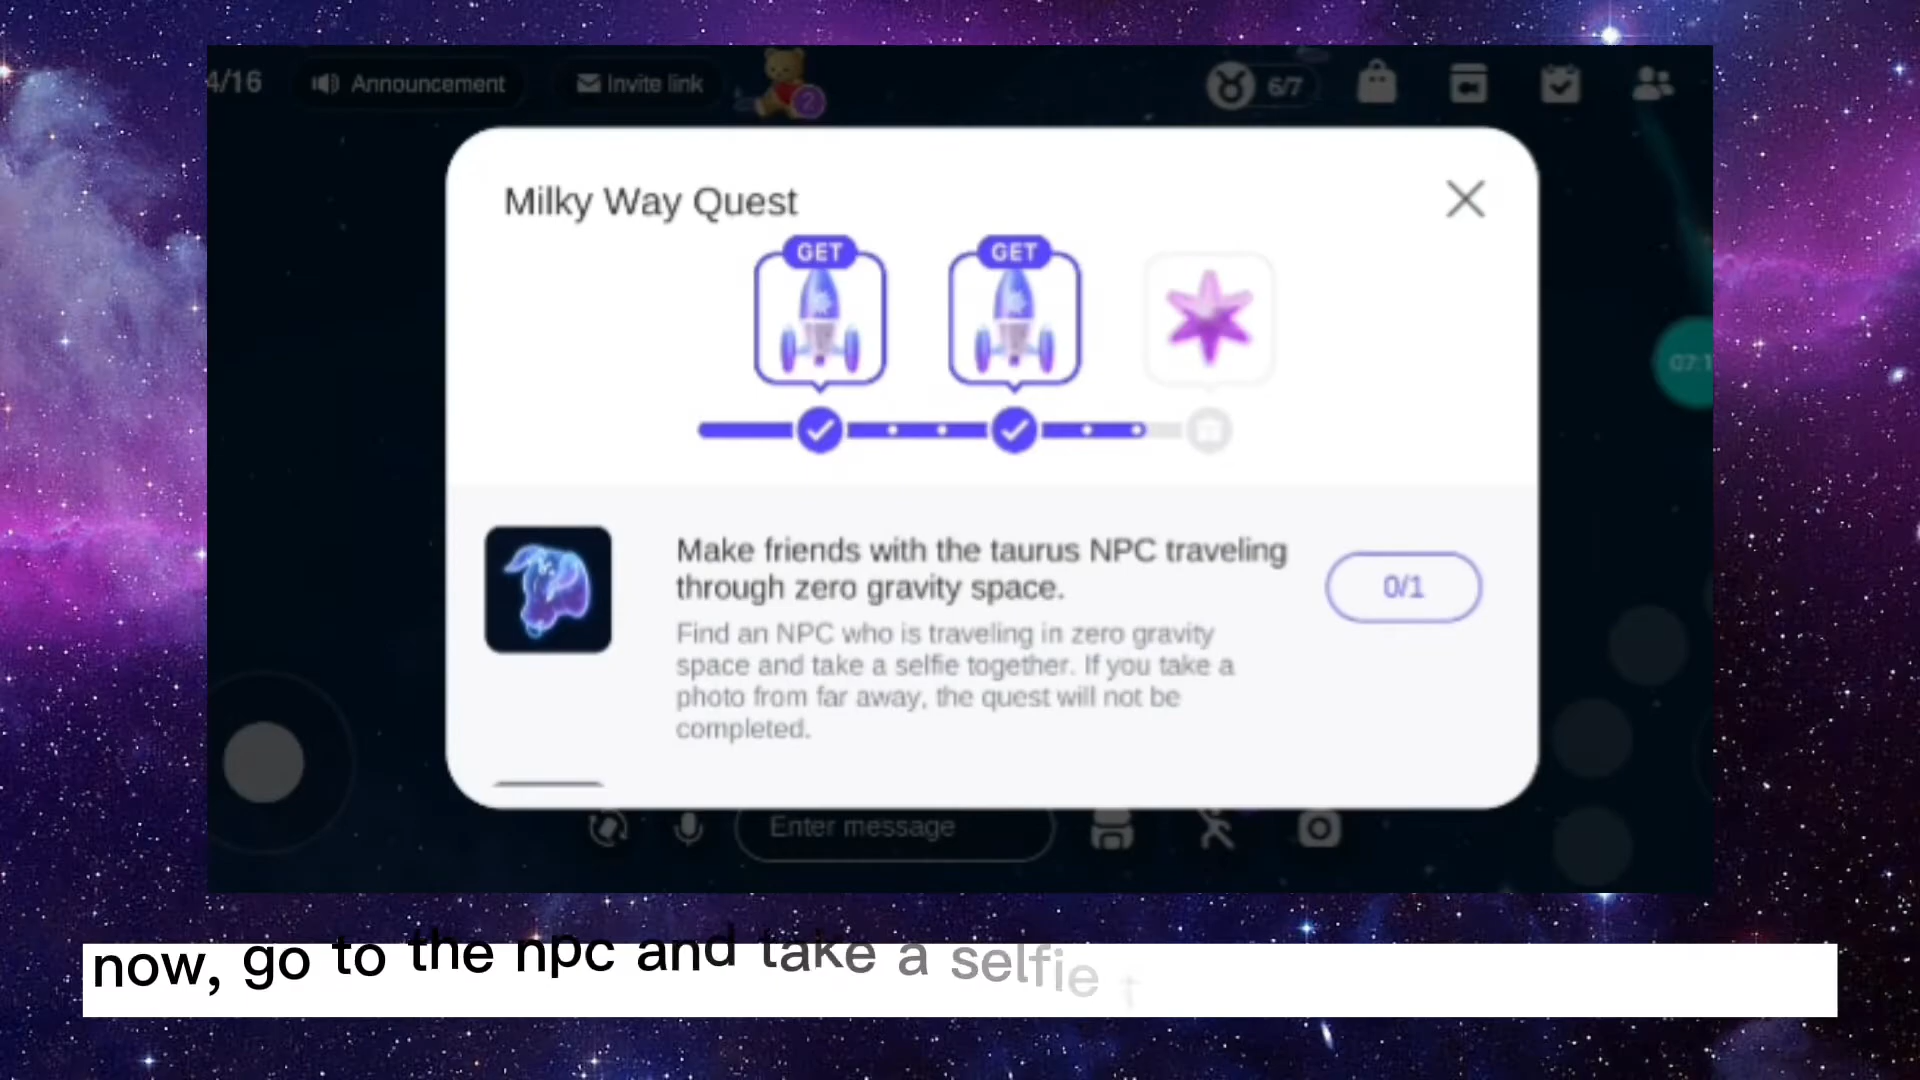 4/16 Announcement Invite link 2 6/7
Milky Way Quest
GET GET
Make friends with the taurus NPC traveling
through zero gravity space.
0/1
Find an NPC who is traveling in zero gravity
space and take a selfie together. If you take a
photo from far away, the quest will not be
completed.
Enter message
now, go to the npc and take a selfie t